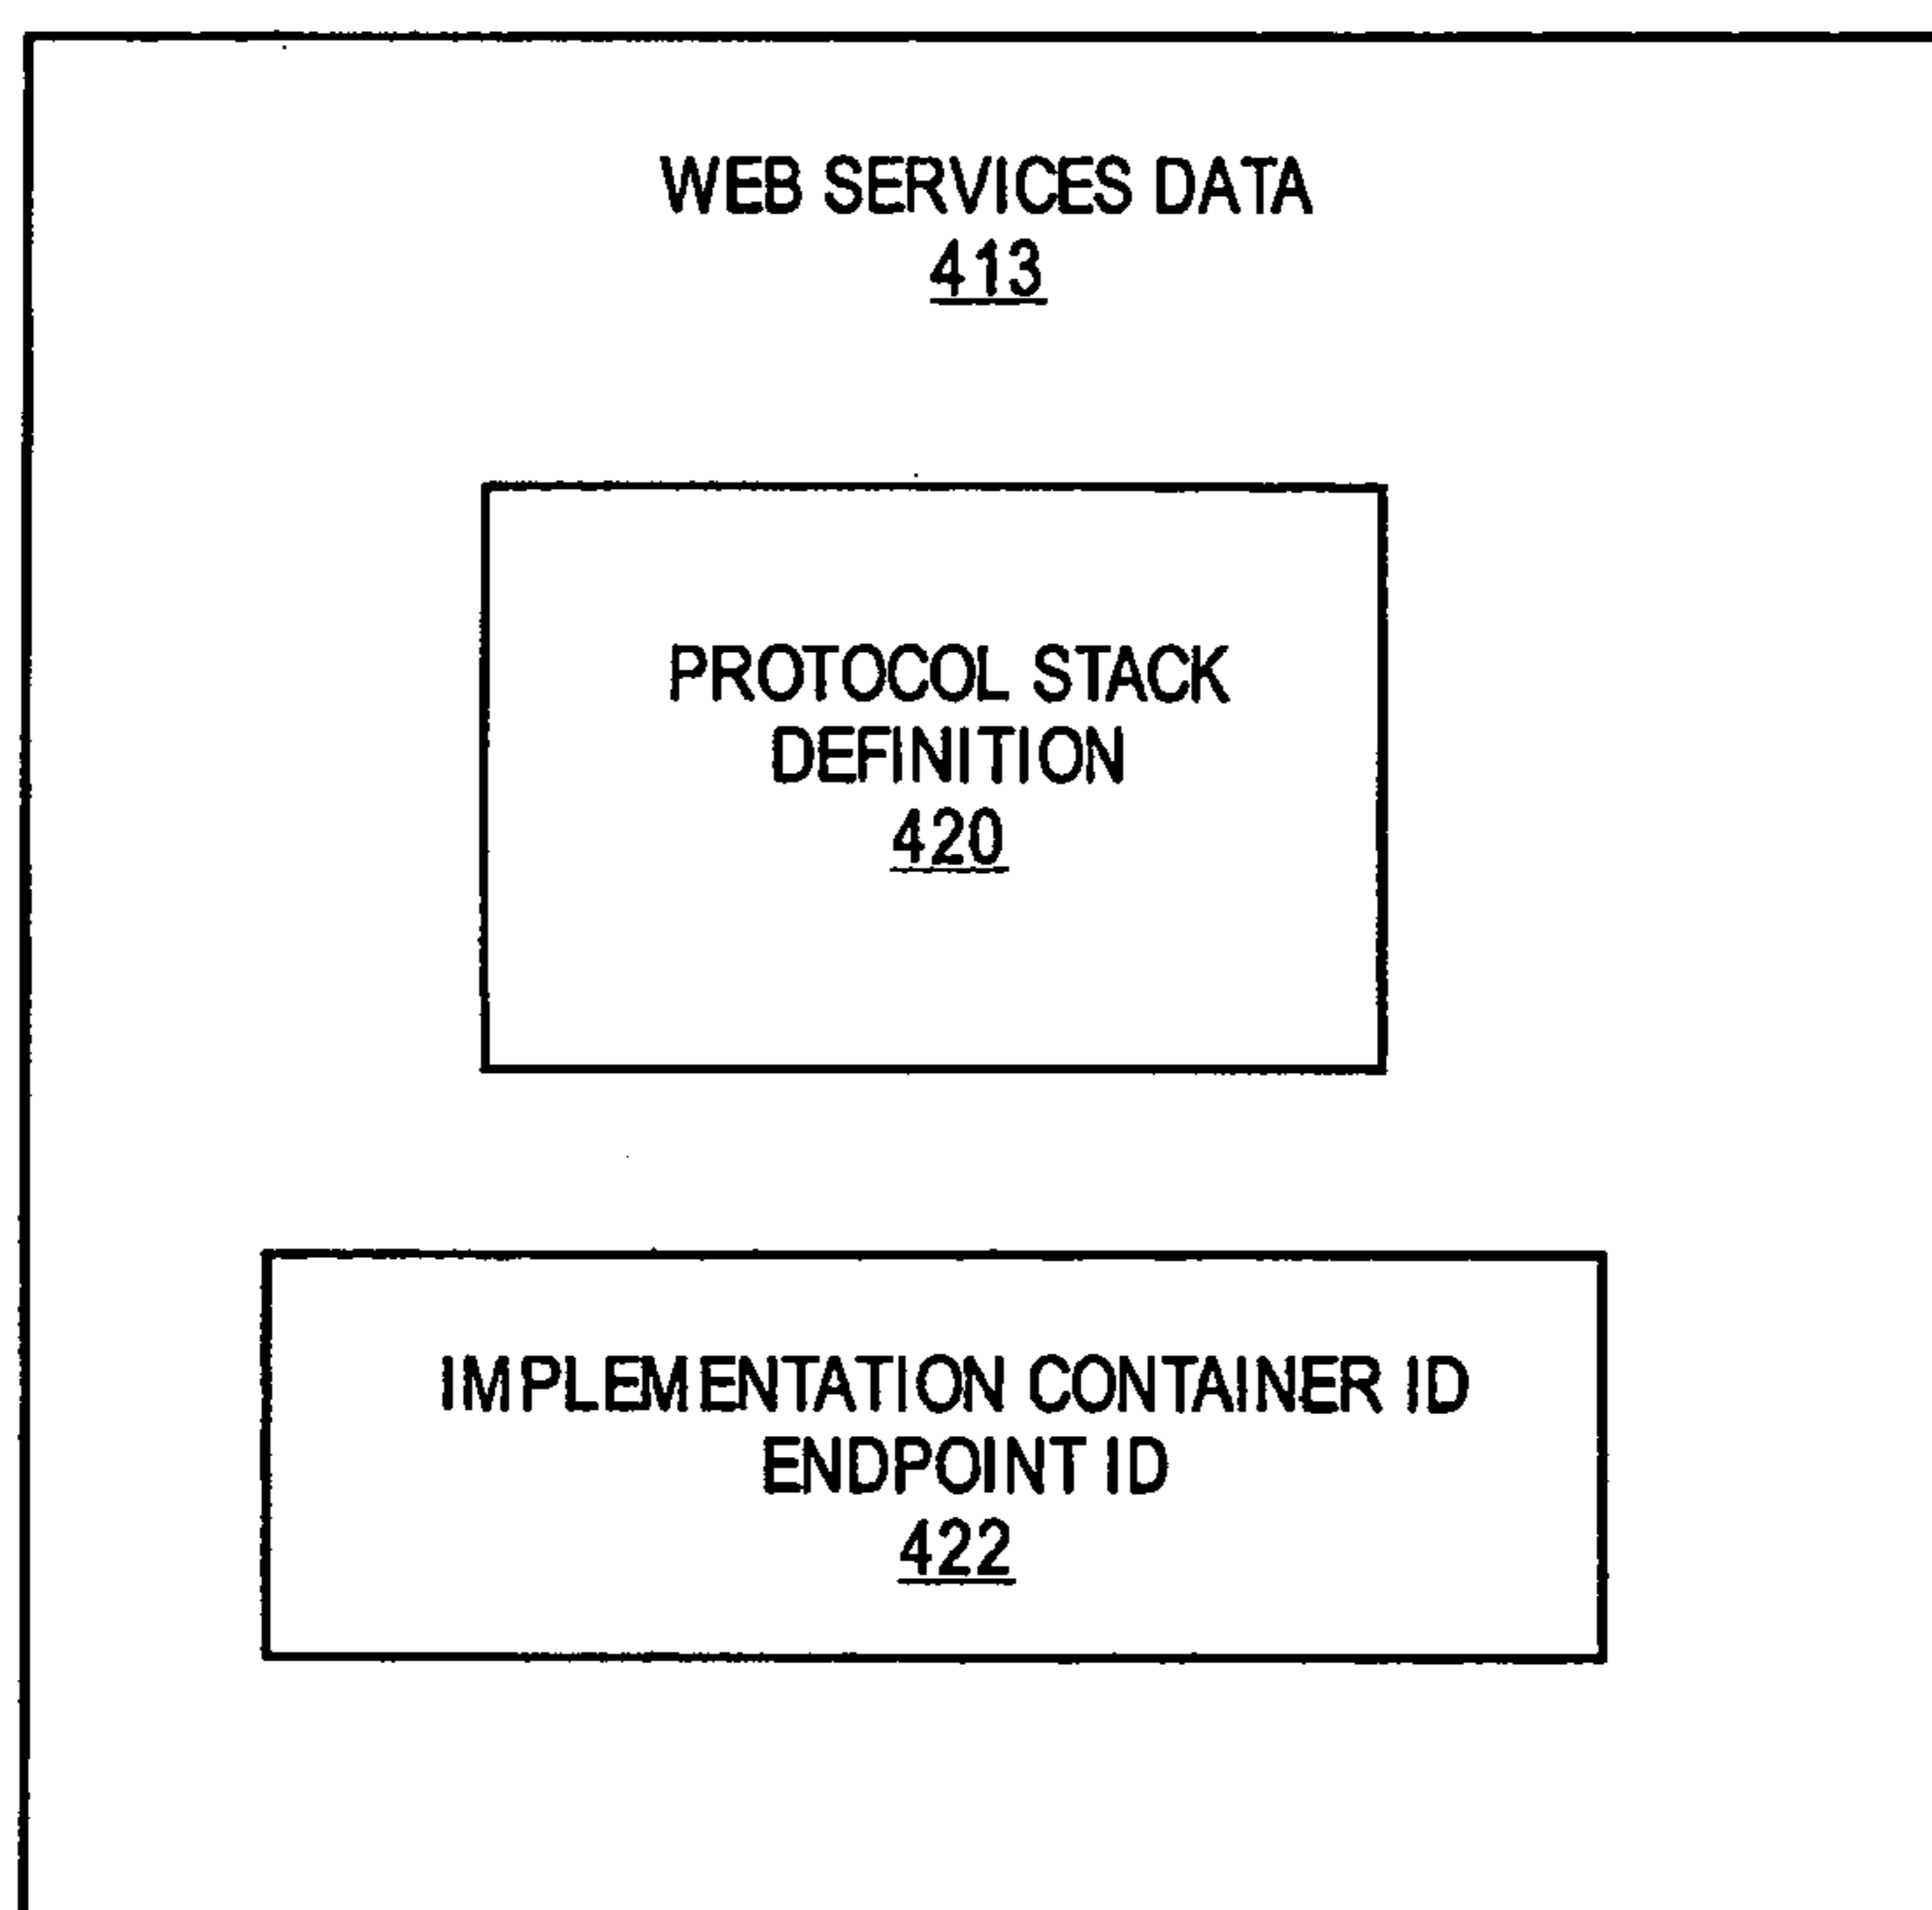 WEB SERVICES DATA
413
PROTOCOL STACK
DEFINITION
420
IMPLEMENTATION CONTAINER ID
ENDPOINT ID
422